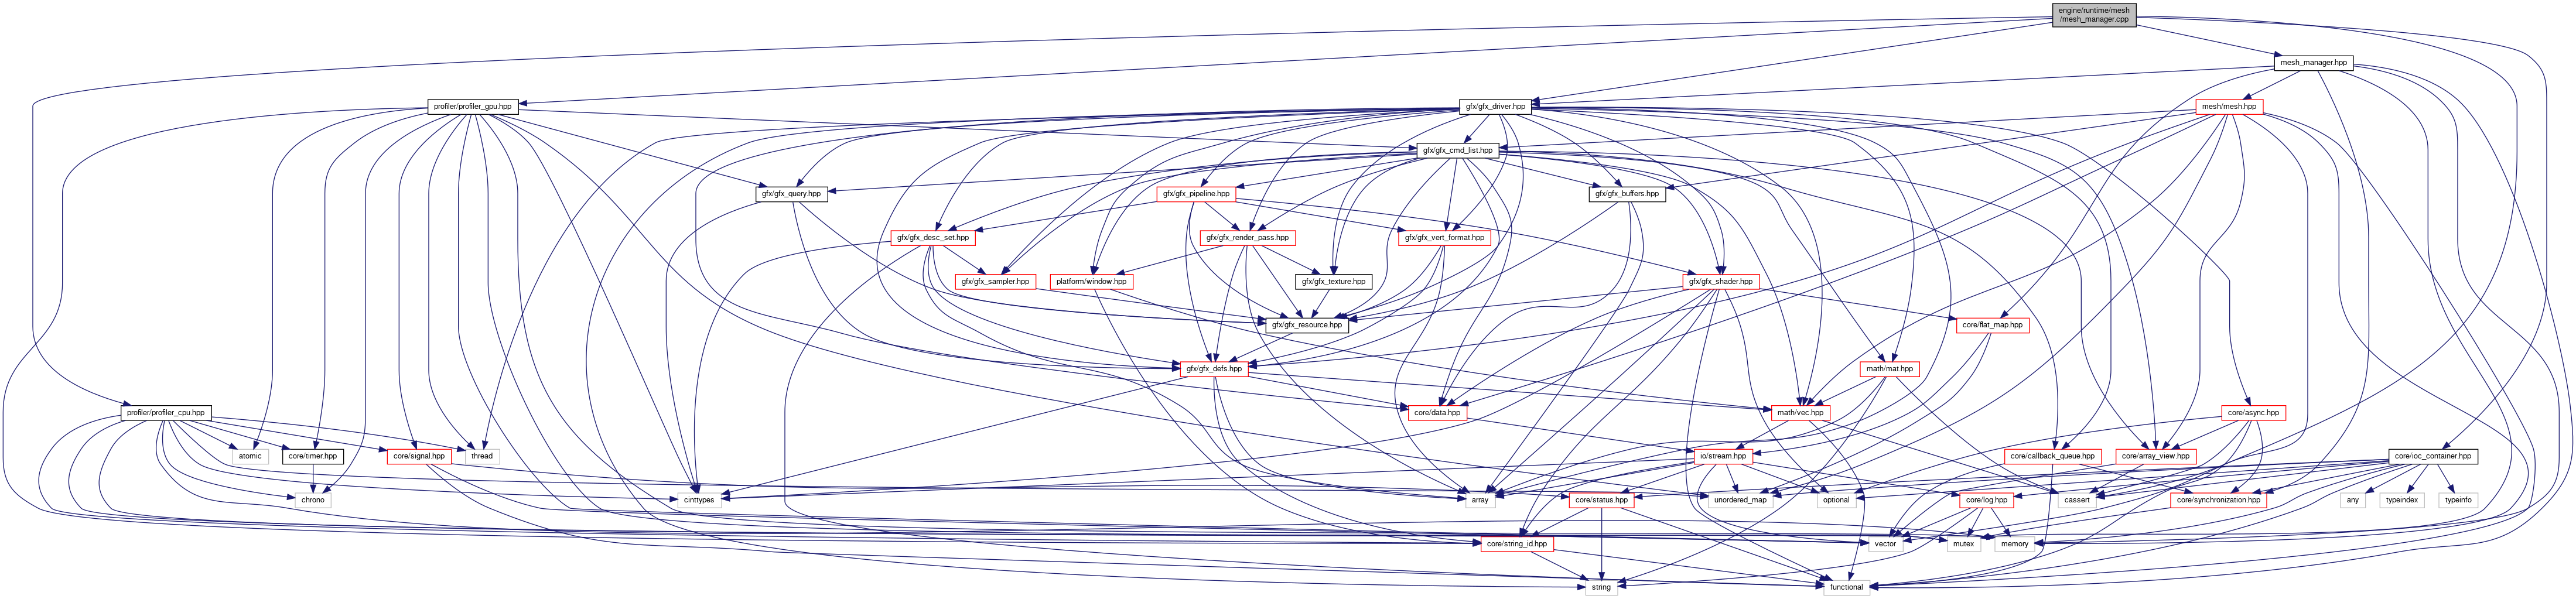 engine/runtime/mesh
/mesh_manager.cpp
mesh_manager.hpp
profiler/profiler_gpu.hpp
gfx/gfx_driver.hpp
mesh/mesh.hpp
gfx/gfx_cmd_list.hpp
gfx/gfx_query.hpp
gfx/gfx_pipeline.hpp
gfx/gfx_buffers.hpp
gfx/gfx_desc_set.hpp
gfx/gfx_render_pass.hpp
gfx/gfx_vert_format.hpp
gfx/gfx_sampler.hpp
platform/window.hpp
gfx/gfx_texture.hpp
gfx/gfx_shader.hpp
gfx/gfx_resource.hpp
core/flat_map.hpp
gfx/gfx_defs.hpp
math/mat.hpp
profiler/profiler_cpu.hpp
core/data.hpp
math/vec.hpp
core/async.hpp
atomic
core/timer.hpp
core/signal.hpp
thread
io/stream.hpp
core/callback_queue.hpp
core/array_view.hpp
core/ioc_container.hpp
chrono
cinttypes
array
core/status.hpp
unordered_map
optional
core/log.hpp
cassert
core/synchronization.hpp
any
typeindex
typeinfo
core/string_id.hpp
vector
mutex
memory
string
functional